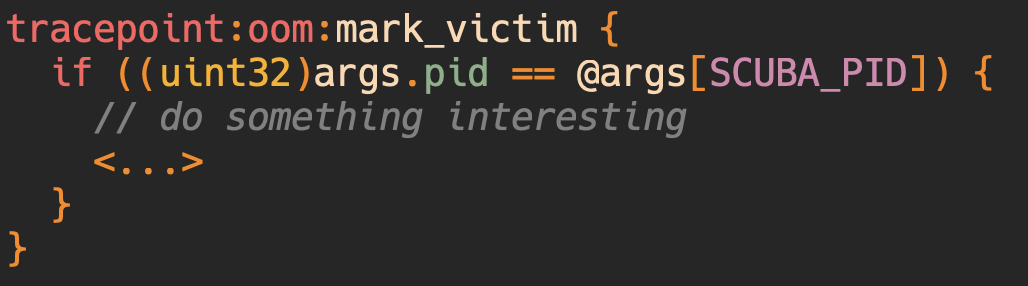 tracepoint:oom:mark_victim {
  if ((uint32)args.pid == @args[SCUBA_PID]) {
    // do something interesting
    <...>
  }
}